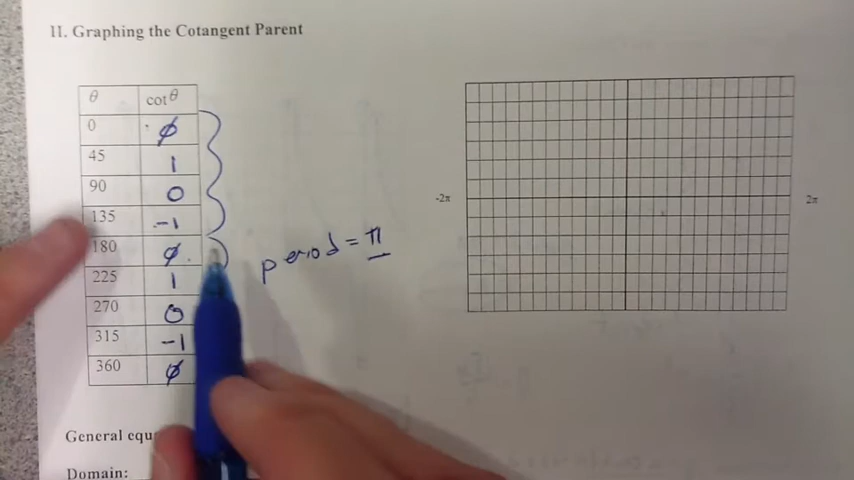 II. Graphing the Cotangent Parent
θ cot θ
0 ∅
45 1
90 0
135 -1
180 ∅
225 1
270 0
315 -1
360 ∅
period = π
-2π
2π
General equ
Domain: